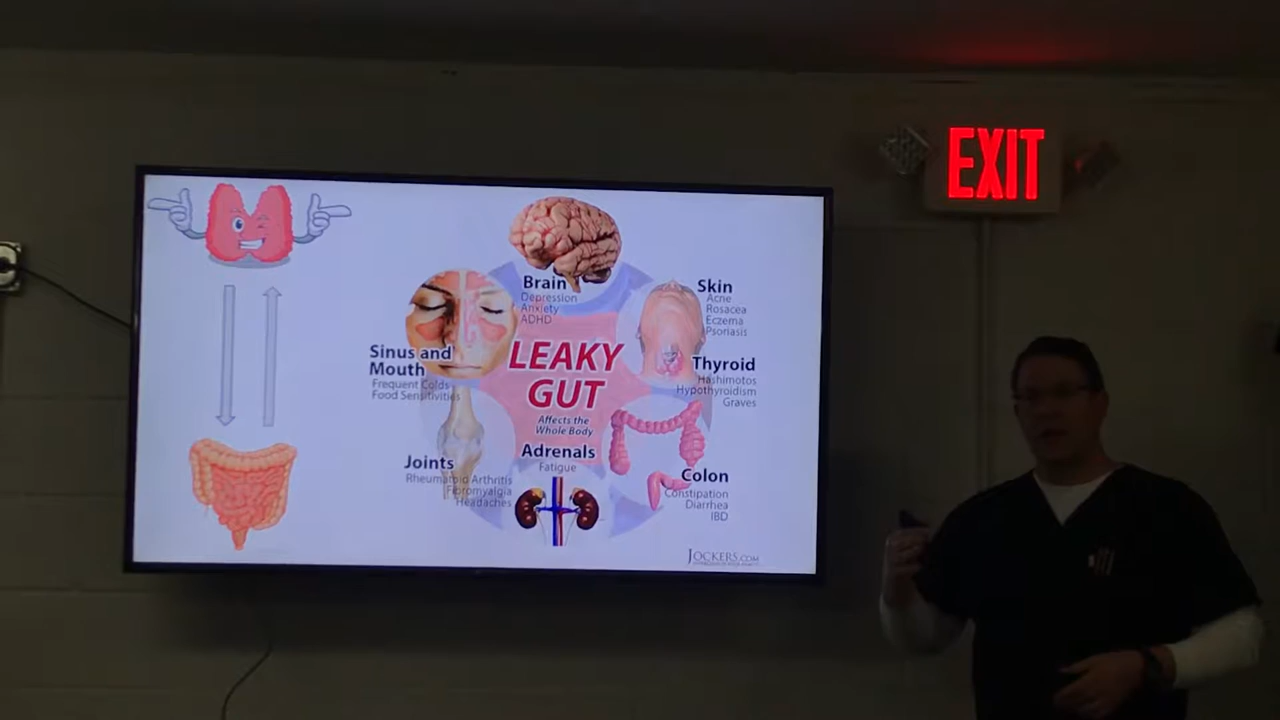 EXIT
Brain
Depression
Anxiety
ADHD
Skin
Acne
Rosacea
Eczema
Psoriasis
Sinus and
Mouth
Frequent Colds
Food Sensitivities
LEAKY
GUT
Affects the
Whole Body
Thyroid
Hashimotos
Hypothyroidism
Graves
Joints
Rheumatoid Arthritis
Fibromyalgia
Headaches
Adrenals
Fatigue
Colon
Constipation
Diarrhea
IBD
JOCKERS.COM